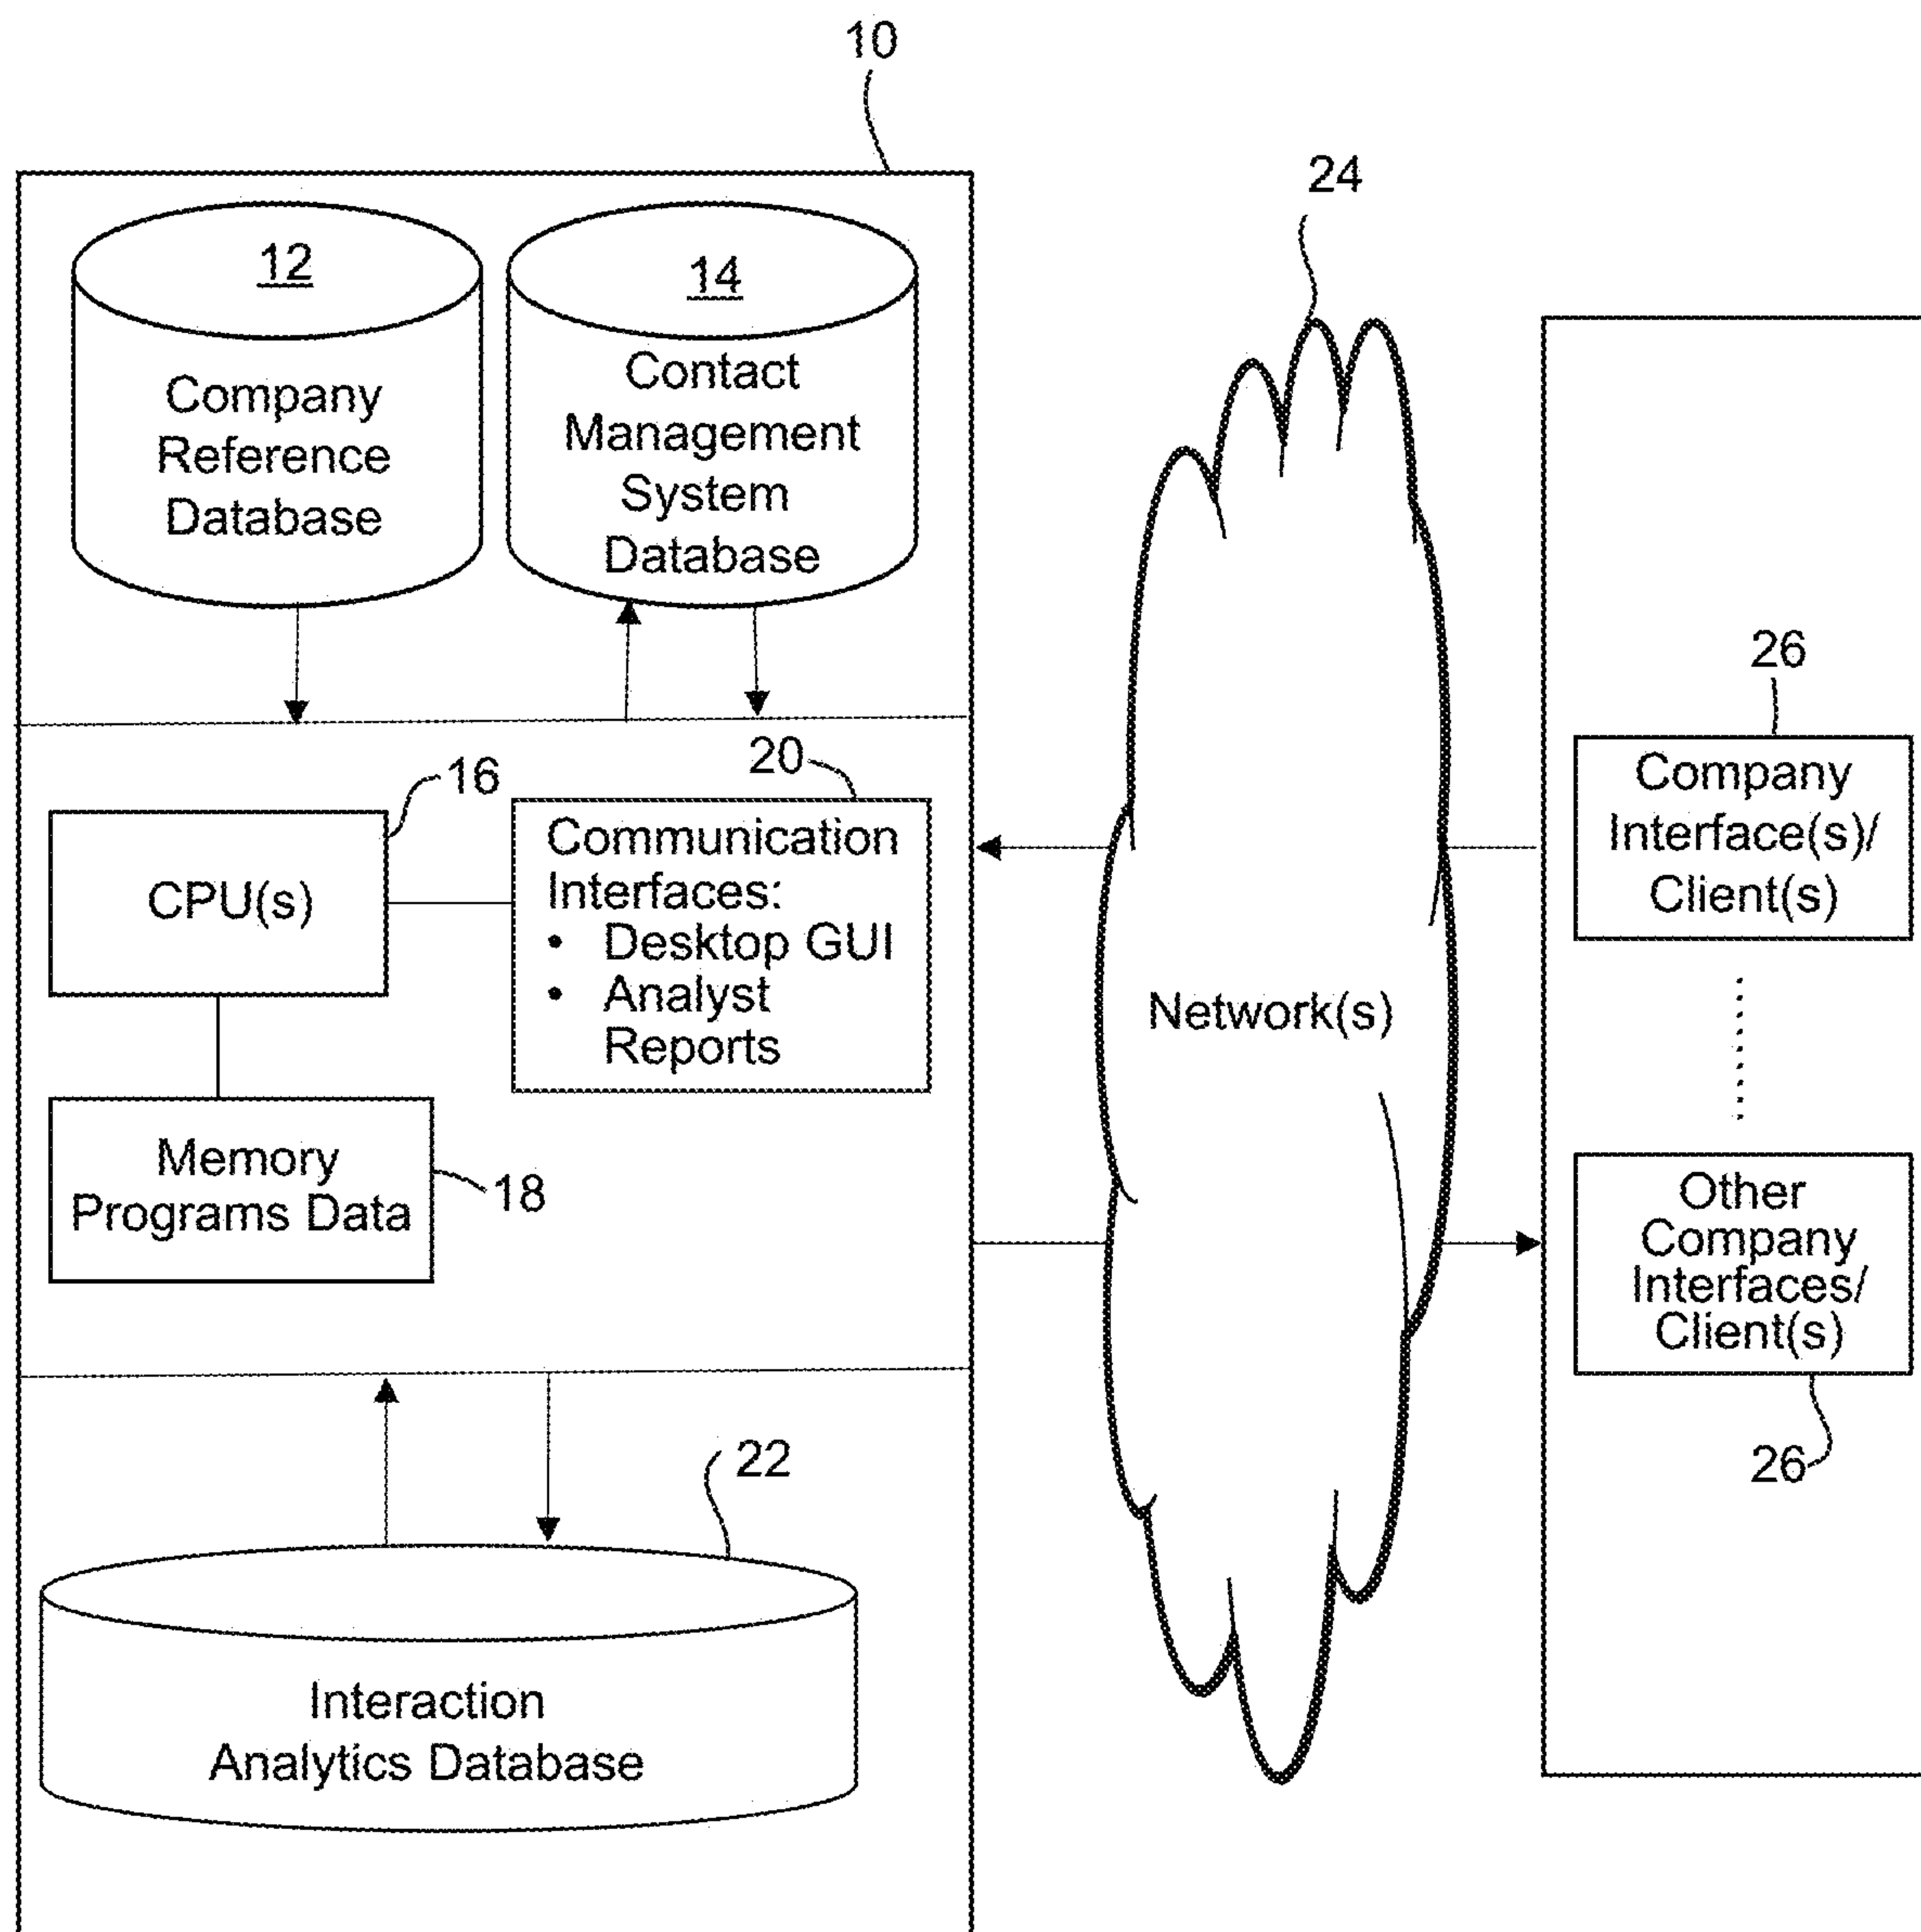 10
24
12
14
Company
Reference
Database
Contact
Management
System
Database
26
16
20
CPU(s)
Communication
Interfaces:
• Desktop GUI
• Analyst
Reports
Company
Interface(s)/
Client(s)
Network(s)
Memory
Programs Data
18
Other
Company
Interfaces/
Client(s)
26
22
Interaction
Analytics Database